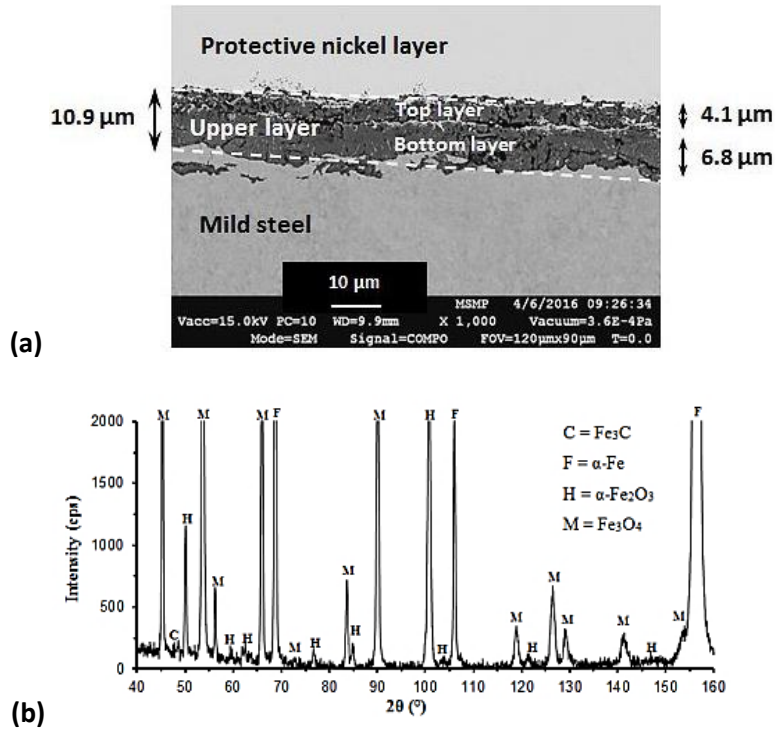 Protective nickel layer
10.9 µm
Top layer
4.1 µm
Upper layer
Bottom layer
6.8 µm
Mild steel
10 µm
MSMP 4/6/2016 09:26:34
Vacc=15.0kV PC=10 WD=9.9mm X 1,000 Vacuum=3.6E-4Pa
Mode=SEM Signal=COMPO FOV=120µmx90µm T=0.0
(a)
M M M F M H F F
2000
C = Fe₃C
F = α-Fe
1500
H = α-Fe₂O₃
H
M = Fe₃O₄
Intensity (cps)
1000
M M
M
500
C H H M H H H M H M M M H M
0
40 50 60 70 80 90 100 110 120 130 140 150 160
2θ (°)
(b)